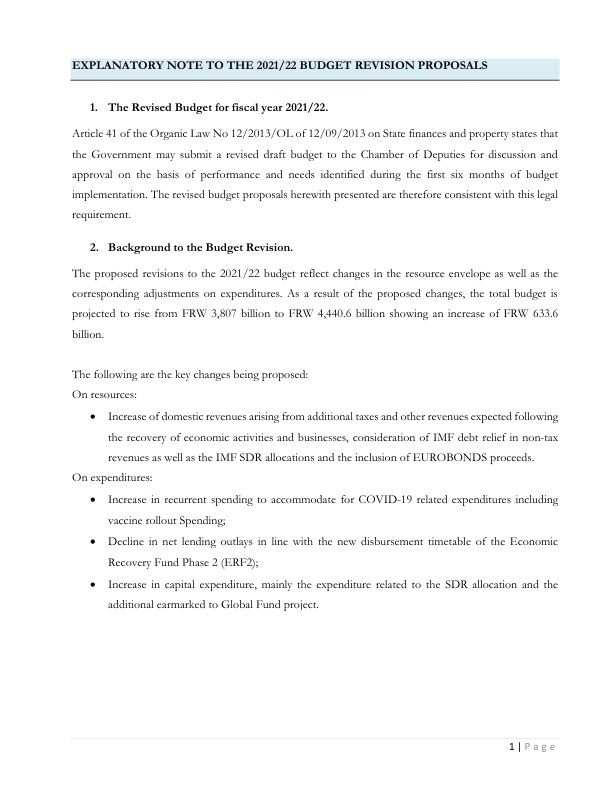 EXPLANATORY NOTE TO THE 2021/22 BUDGET REVISION PROPOSALS
1. The Revised Budget for fiscal year 2021/22.
Article 41 of the Organic Law No 12/2013/OL of 12/09/2013 on State finances and property states that
the Government may submit a revised draft budget to the Chamber of Deputies for discussion and
approval on the basis of performance and needs identified during the first six months of budget
implementation. The revised budget proposals herewith presented are therefore consistent with this legal
requirement.
2. Background to the Budget Revision.
The proposed revisions to the 2021/22 budget reflect changes in the resource envelope as well as the
corresponding adjustments on expenditures. As a result of the proposed changes, the total budget is
projected to rise from FRW 3,807 billion to FRW 4,440.6 billion showing an increase of FRW 633.6
billion.
The following are the key changes being proposed:
On resources:
• Increase of domestic revenues arising from additional taxes and other revenues expected following
the recovery of economic activities and businesses, consideration of IMF debt relief in non-tax
revenues as well as the IMF SDR allocations and the inclusion of EUROBONDS proceeds.
On expenditures:
• Increase in recurrent spending to accommodate for COVID-19 related expenditures including
vaccine rollout Spending;
• Decline in net lending outlays in line with the new disbursement timetable of the Economic
Recovery Fund Phase 2 (ERF2);
• Increase in capital expenditure, mainly the expenditure related to the SDR allocation and the
additional earmarked to Global Fund project.
1 | Page